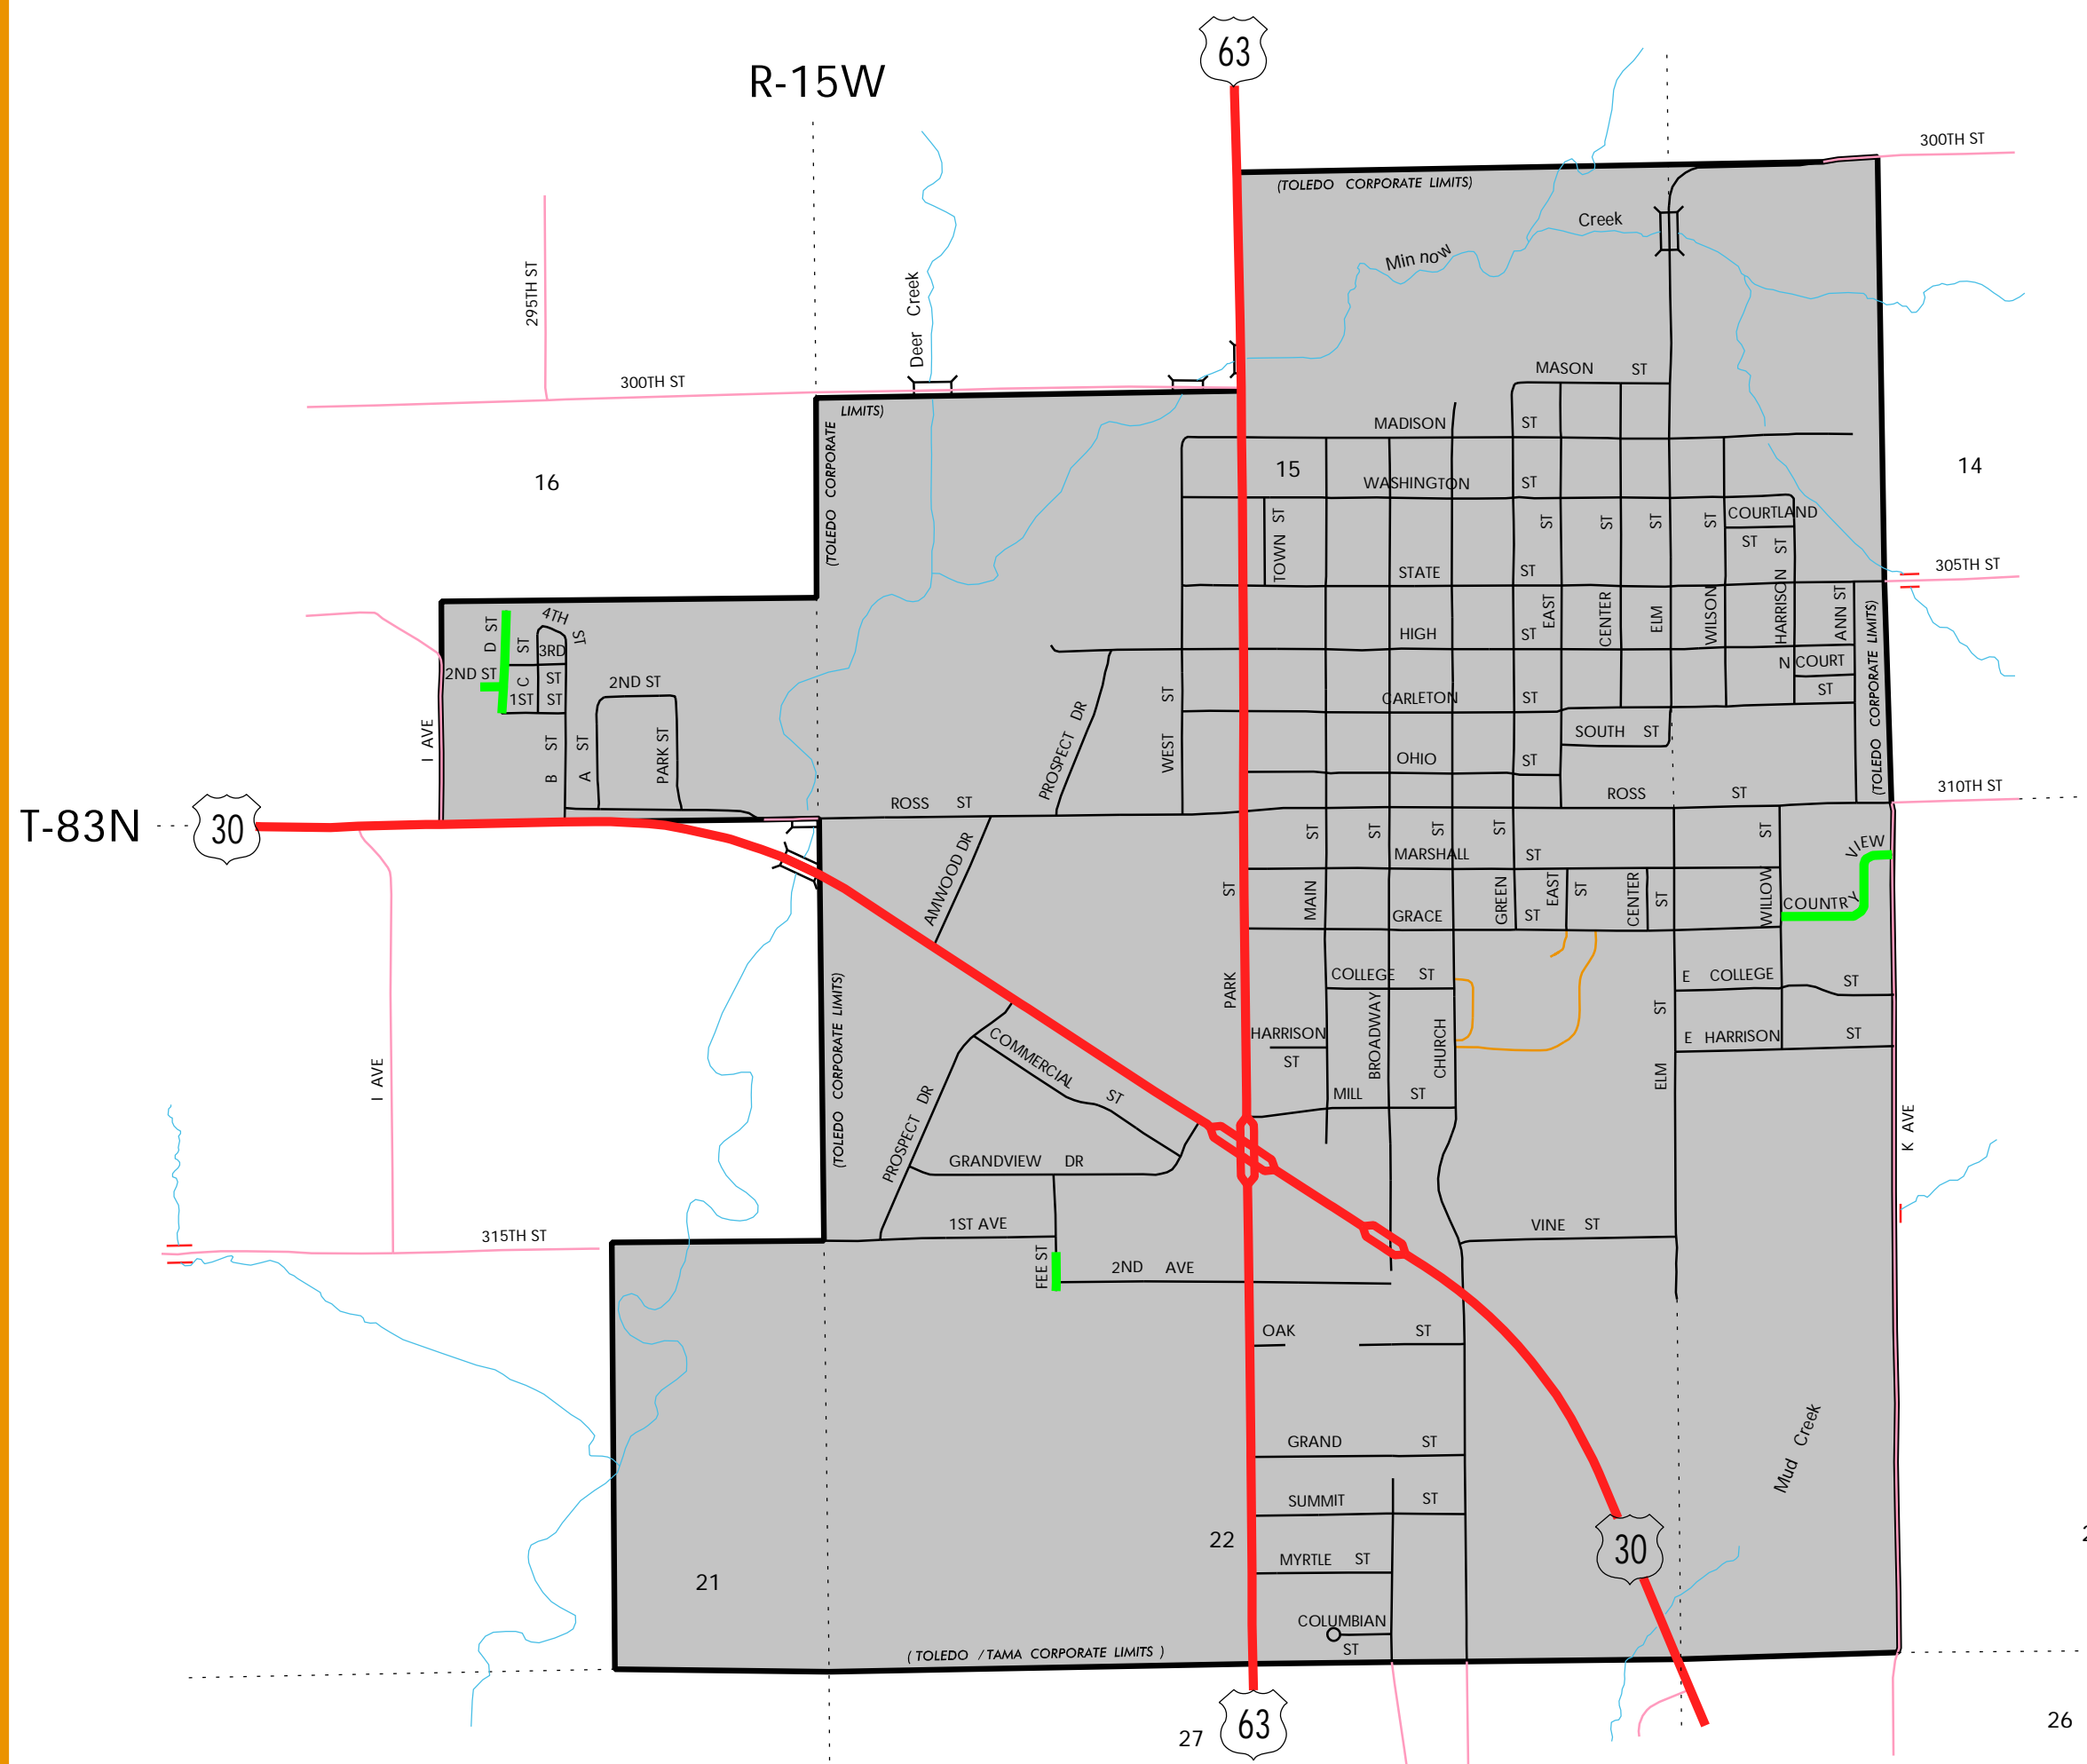 63
R-15W
300TH ST
(TOLEDO CORPORATE LIMITS)
Creek
Min now
295TH ST
Deer Creek
300TH ST
MASON ST
LIMITS)
(TOLEDO CORPORATE
MADISON ST
15
14
16
WASHINGTON ST
TOWN ST
ST
ST
ST
ST
COURTLAND
ST
HARRISON ST
STATE ST
305TH ST
EAST
CENTER
ELM
WILSON
ANN ST
4TH ST
D ST
C ST
3RD
ST
HIGH ST
N COURT
ST
2ND ST
1ST ST
2ND ST
WEST ST
CARLETON ST
(TOLEDO CORPORATE LIMITS)
SOUTH ST
I AVE
B ST
A ST
PARK ST
PROSPECT DR
OHIO ST
310TH ST
ROSS ST
ROSS ST
T-83N
30
AMWOOD DR
MAIN ST
BROADWAY ST
CHURCH ST
GREEN ST
WILLOW ST
MARSHALL ST
COUNTRY VIEW
EAST ST
CENTER ST
GRACE ST
PARK ST
COLLEGE ST
E COLLEGE ST
(TOLEDO CORPORATE LIMITS)
COMMERCIAL ST
HARRISON
ST
ELM ST
E HARRISON ST
I AVE
MILL ST
PROSPECT DR
K AVE
GRANDVIEW DR
1ST AVE
VINE ST
315TH ST
FEE ST
2ND AVE
OAK ST
GRAND ST
Mud Creek
SUMMIT ST
22
30
MYRTLE ST
21
COLUMBIAN
ST
(TOLEDO / TAMA CORPORATE LIMITS )
63
27
26